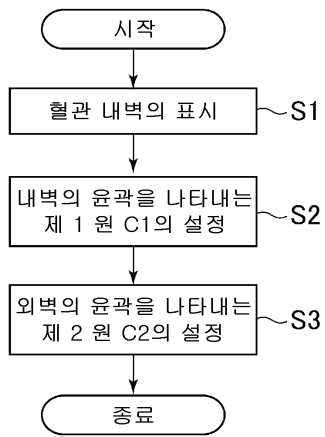 시작
혈관 내벽의 표시
S1
내벽의 윤곽을 나타내는
제 1 원 C1의 설정
S2
외벽의 윤곽을 나타내는
제 2 원 C2의 설정
S3
종료